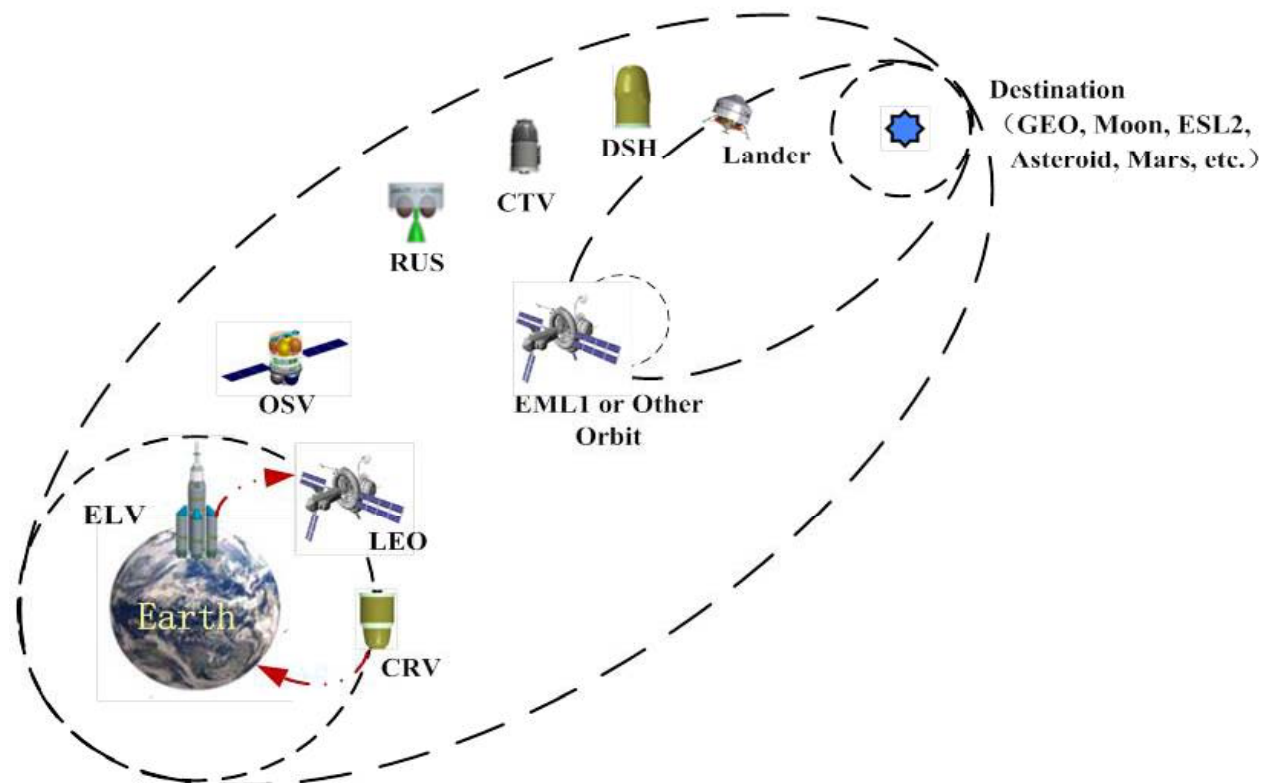 Destination
（GEO, Moon, ESL2,
Asteroid, Mars, etc.）
DSH
Lander
CTV
RUS
OSV
EML1 or Other
Orbit
ELV
LEO
Earth
CRV